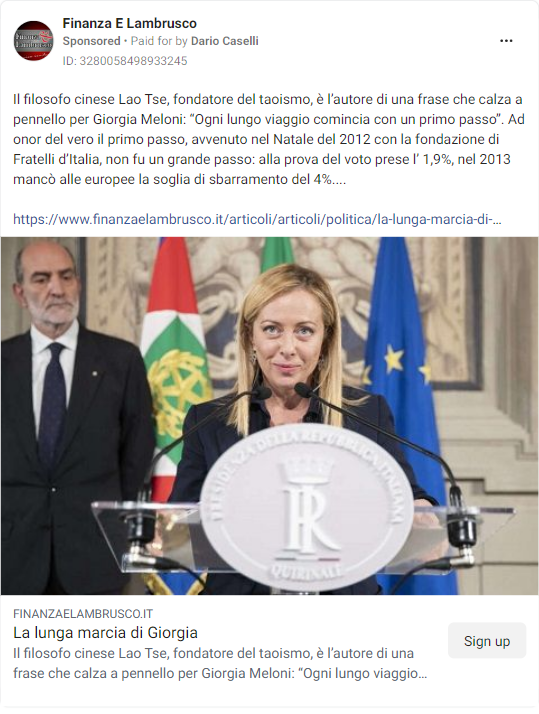 Finanza E Lambrusco
Sponsored • Paid for by Dario Caselli
ID: 3280058498933245
Il filosofo cinese Lao Tse, fondatore del taoismo, è l’autore di una frase che calza a
pennello per Giorgia Meloni: “Ogni lungo viaggio comincia con un primo passo”. Ad
onor del vero il primo passo, avvenuto nel Natale del 2012 con la fondazione di
Fratelli d’Italia, non fu un grande passo: alla prova del voto prese l’ 1,9%, nel 2013
mancò alle europee la soglia di sbarramento del 4%....
https://www.finanzaelambrusco.it/articoli/articoli/politica/la-lunga-marcia-di-…
PRESIDENZA DELLA REPUBBLICA ITALIANA
QUIRINALE
FINANZAELAMBRUSCO.IT
La lunga marcia di Giorgia
Il filosofo cinese Lao Tse, fondatore del taoismo, è l’autore di una
frase che calza a pennello per Giorgia Meloni: “Ogni lungo viaggio…
Sign up